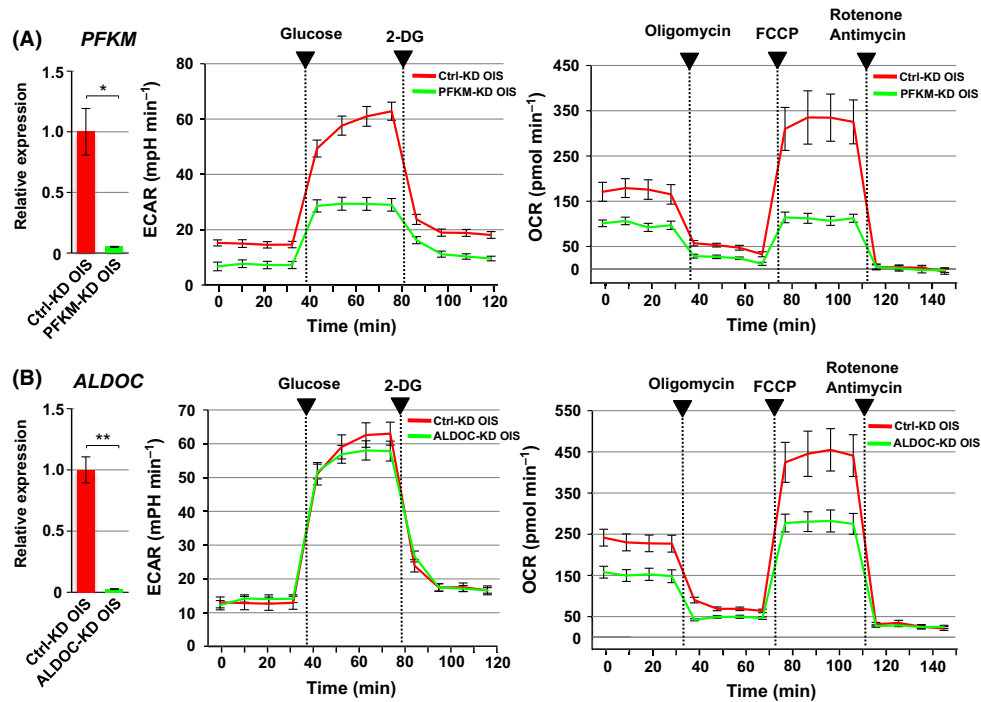 (A)
PFKM
Relative expression
1.5
1.0
0.5
0
*
Ctrl-KD OIS
PFKM-KD OIS
Glucose
2-DG
Ctrl-KD OIS
PFKM-KD OIS
ECAR (mpH min−1)
80
60
40
30
20
10
0
0 20 40 60 80 100 120
Time (min)
Oligomycin
FCCP
Rotenone
Antimycin
Ctrl-KD OIS
PFKM-KD OIS
OCR (pmol min−1)
450
350
250
150
50
0
0 20 40 60 80 100 120 140
Time (min)
(B)
ALDOC
Relative expression
1.5
1.0
0.5
0
**
Ctrl-KD OIS
ALDOC-KD OIS
Glucose
2-DG
Ctrl-KD OIS
ALDOC-KD OIS
ECAR (mPH min−1)
70
60
50
40
30
20
10
0
0 20 40 60 80 100 120
Time (min)
Oligomycin
FCCP
Rotenone
Antimycin
Ctrl-KD OIS
ALDOC-KD OIS
OCR (pmol min−1)
550
450
350
250
150
50
0
0 20 40 60 80 100 120 140
Time (min)